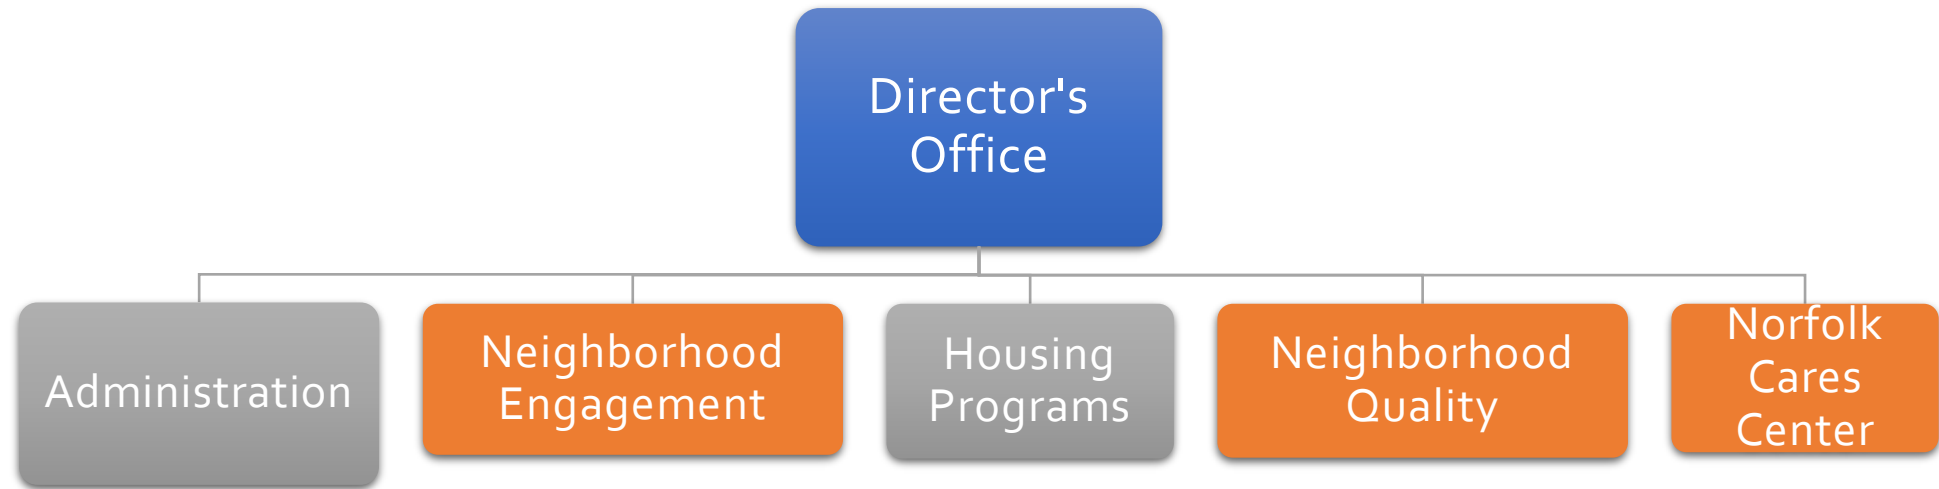 Director's
Office
Administration
Neighborhood
Engagement
Housing
Programs
Neighborhood
Quality
Norfolk
Cares
Center